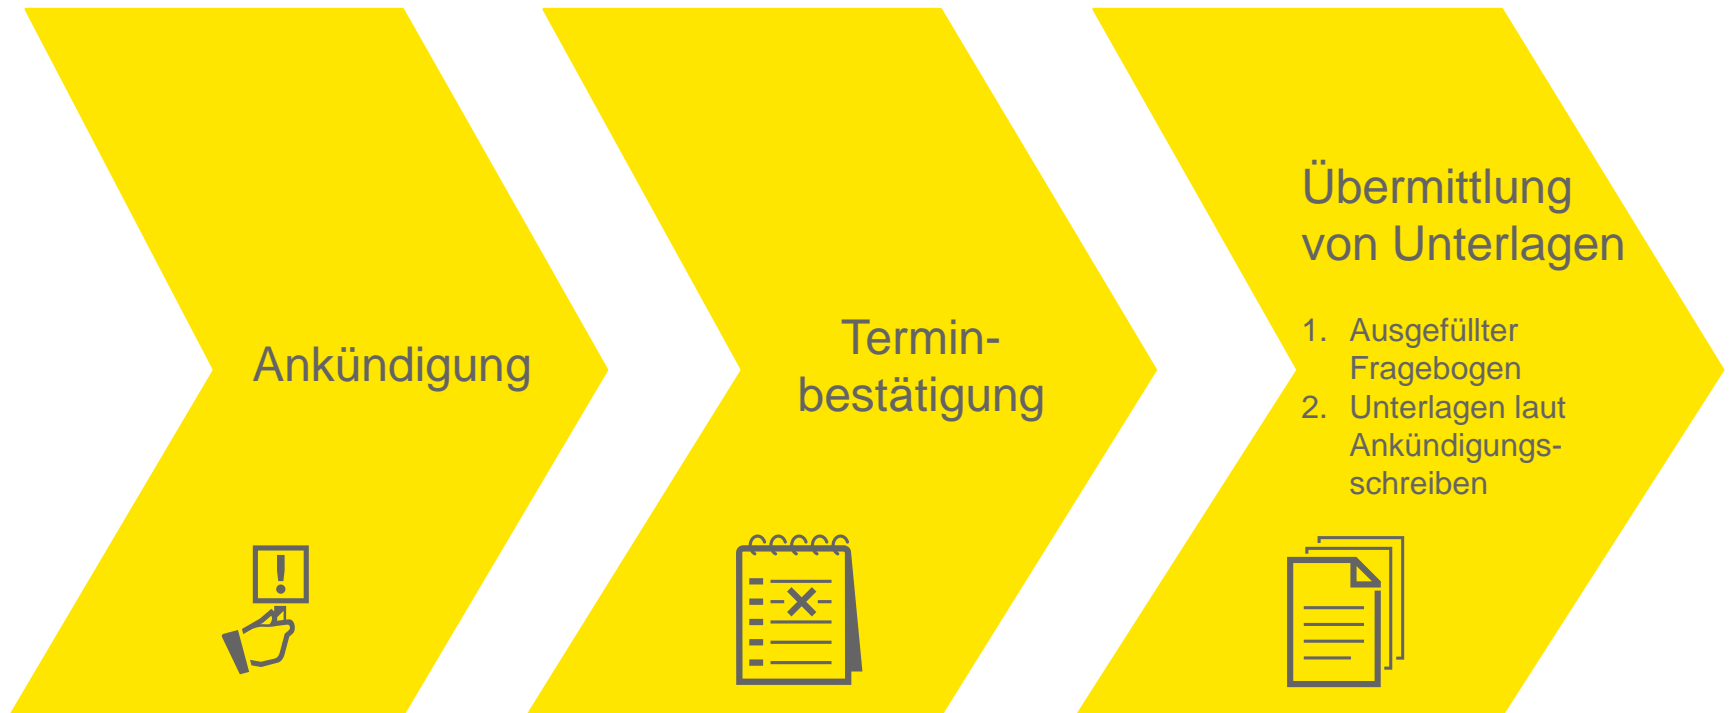 Ankündigung
Termin-
bestätigung
Übermittlung
von Unterlagen
1. Ausgefüllter
Fragebogen
2. Unterlagen laut
Ankündigungs-
schreiben